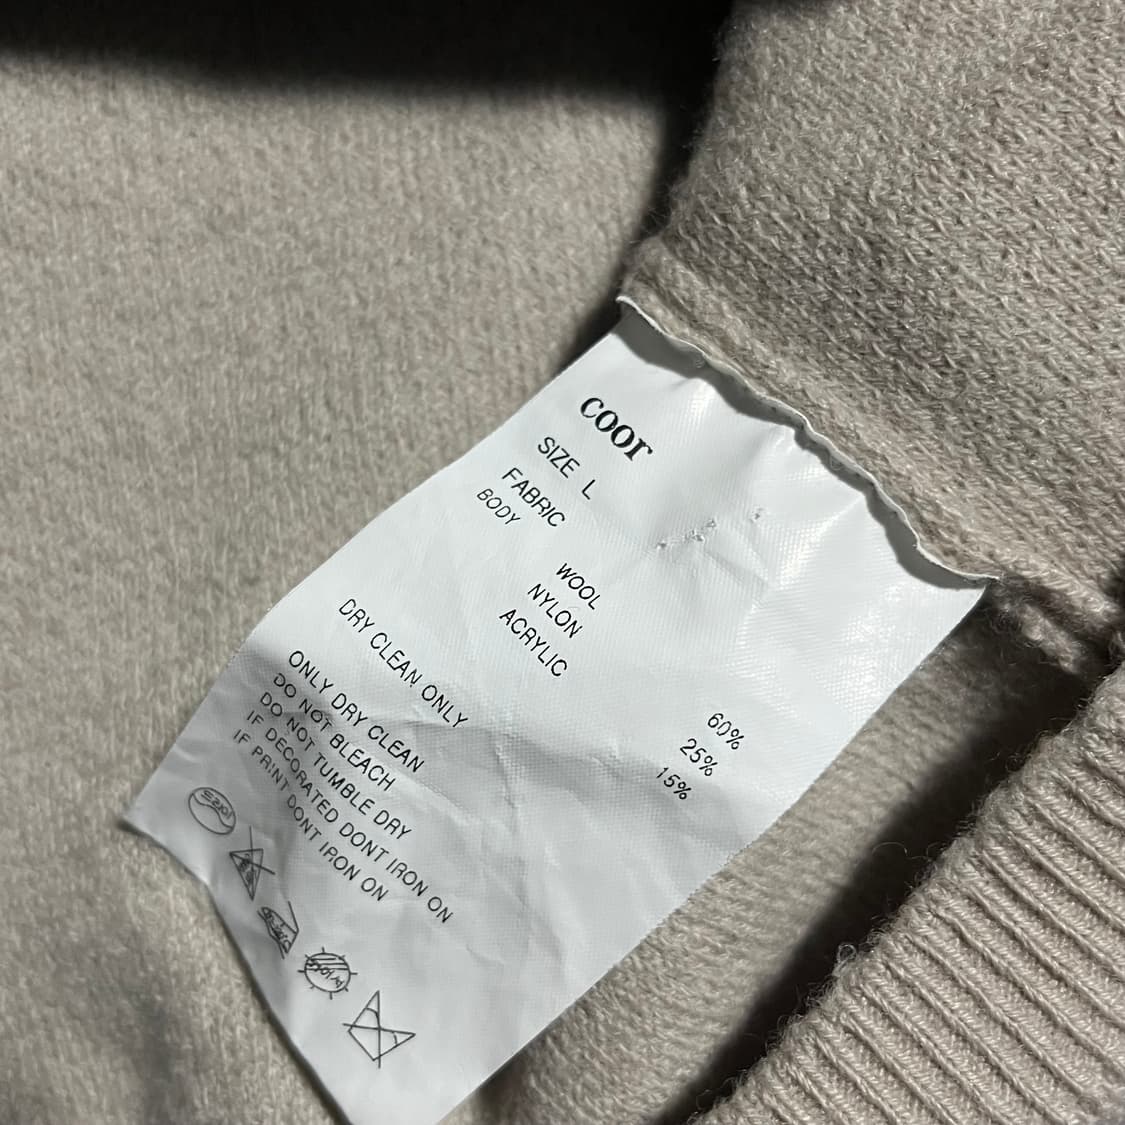 coor
SIZE L
FABRIC
BODY
WOOL 60%
NYLON 25%
ACRYLIC 15%
DRY CLEAN ONLY
ONLY DRY CLEAN
DO NOT BLEACH
DO NOT TUMBLE DRY
IF DECORATED DONT IRON ON
IF PRINT DONT IRON ON